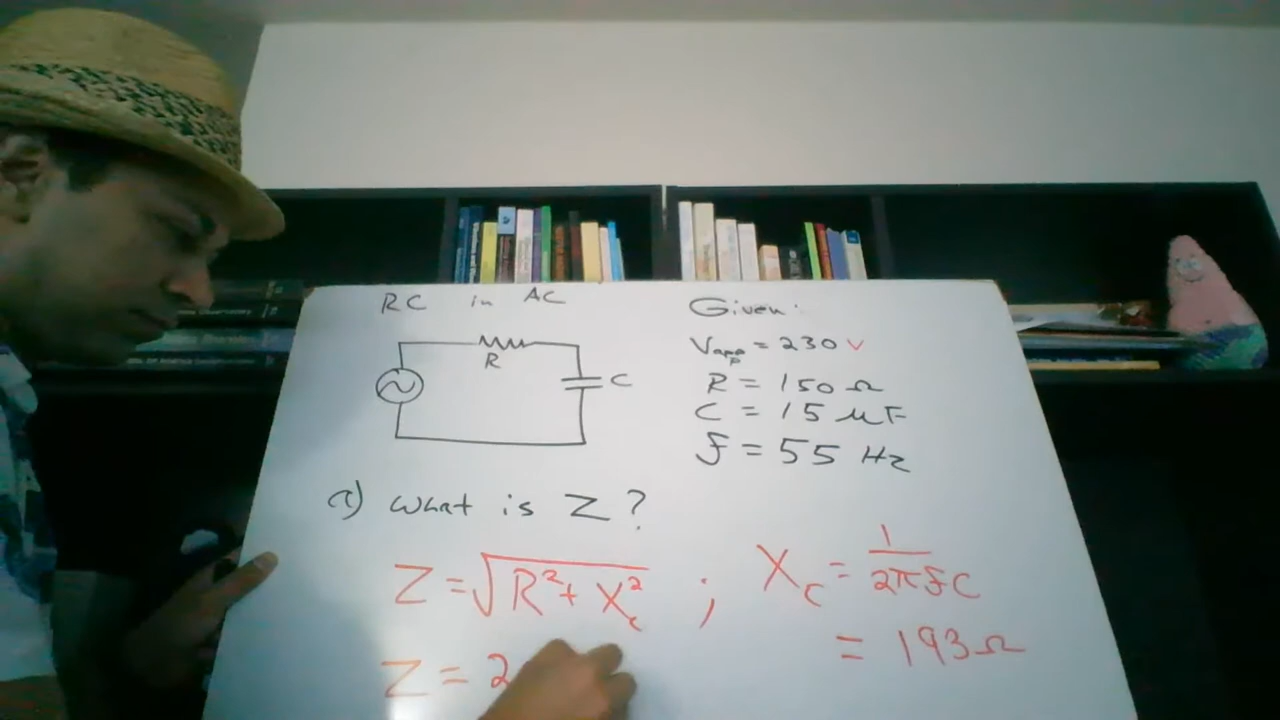 RC in AC
R
C
Given:
Vapp = 230 V
R = 150 Ω
C = 15 μF
f = 55 Hz
a) What is Z?
Z = √R² + Xc² ; Xc = 1/2πfC
= 193 Ω
Z = 2